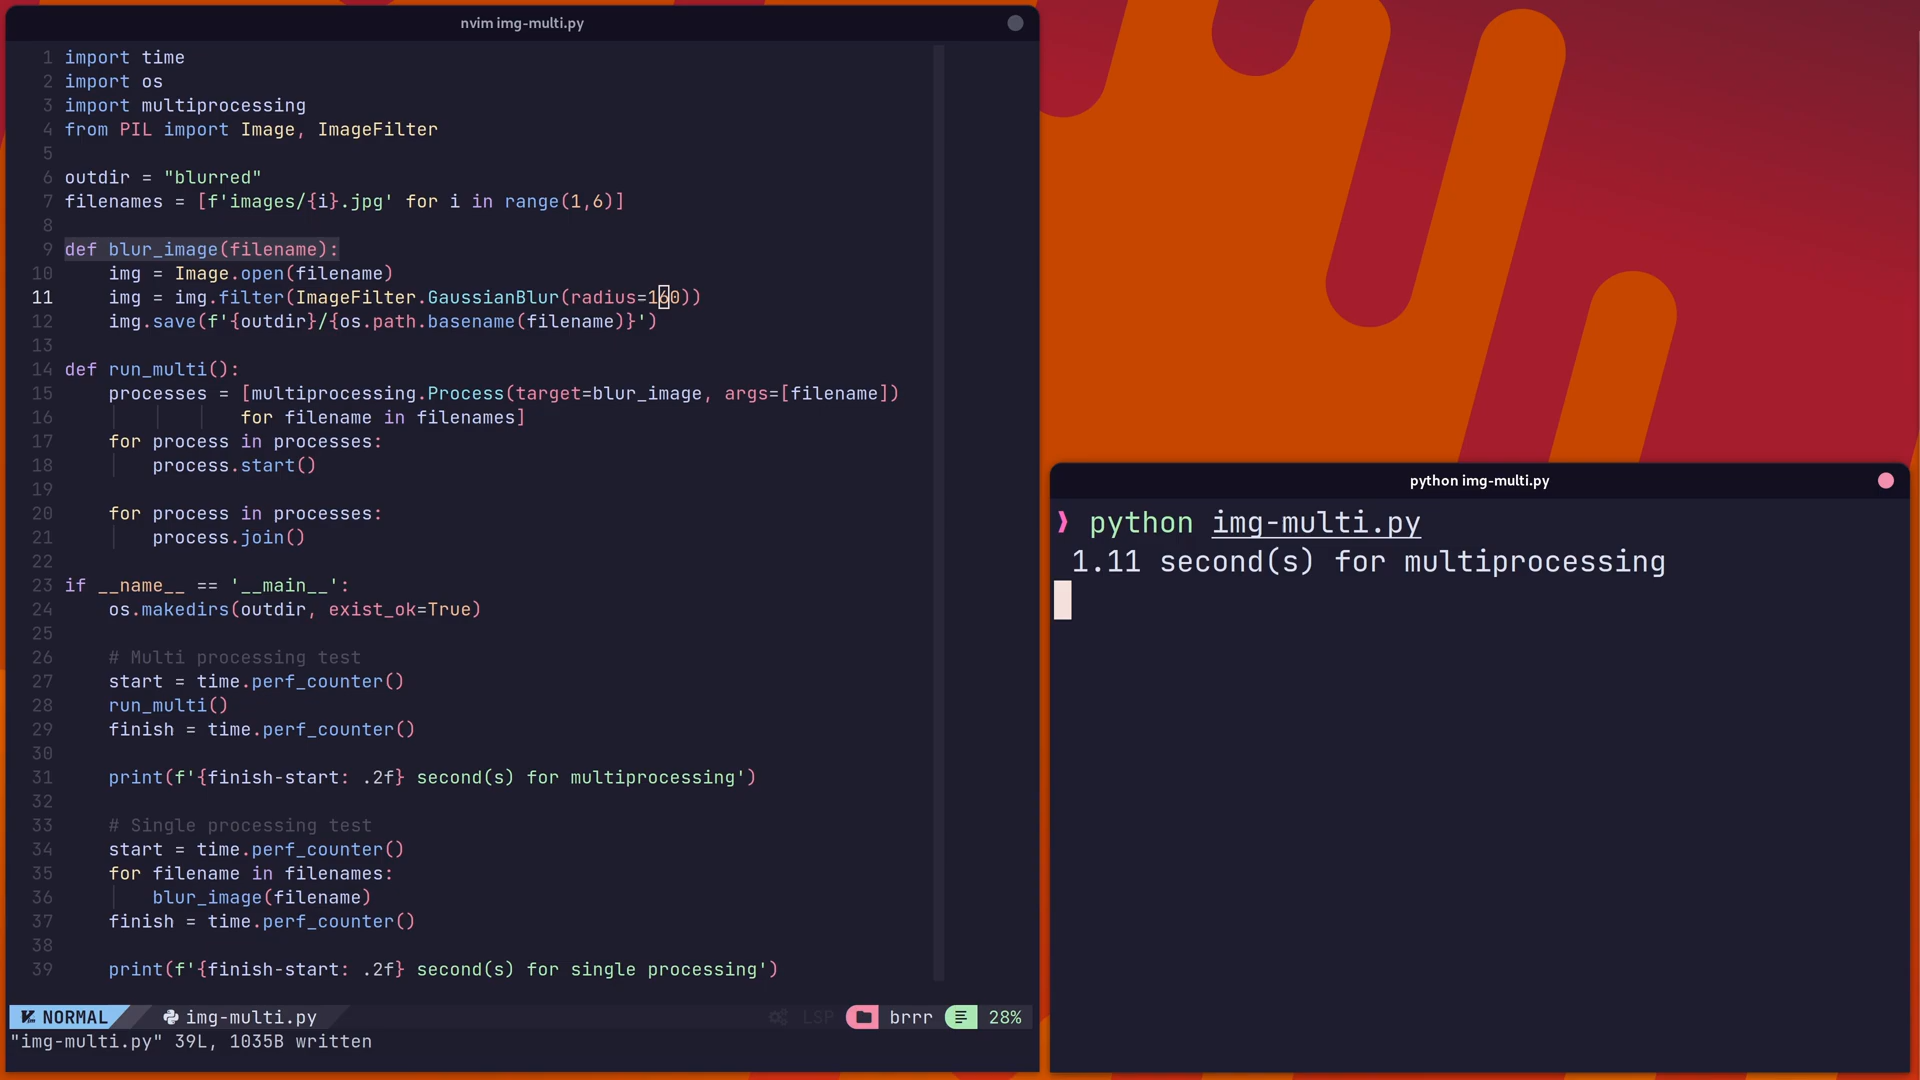 nvim img-multi.py
1 import time
2 import os
3 import multiprocessing
4 from PIL import Image, ImageFilter
5
6 outdir = "blurred"
7 filenames = [f'images/{i}.jpg' for i in range(1,6)]
8
9 def blur_image(filename):
10     img = Image.open(filename)
11     img = img.filter(ImageFilter.GaussianBlur(radius=160))
12     img.save(f'{outdir}/{os.path.basename(filename)}')
13
14 def run_multi():
15     processes = [multiprocessing.Process(target=blur_image, args=[filename])
16                 for filename in filenames]
17     for process in processes:
18         process.start()
19
20     for process in processes:
21         process.join()
22
23 if __name__ == '__main__':
24     os.makedirs(outdir, exist_ok=True)
25
26     # Multi processing test
27     start = time.perf_counter()
28     run_multi()
29     finish = time.perf_counter()
30
31     print(f'{finish-start: .2f} second(s) for multiprocessing')
32
33     # Single processing test
34     start = time.perf_counter()
35     for filename in filenames:
36         blur_image(filename)
37     finish = time.perf_counter()
38
39     print(f'{finish-start: .2f} second(s) for single processing')
NORMAL img-multi.py LSP brrr 28%
"img-multi.py" 39L, 1035B written
python img-multi.py
❱ python img-multi.py
1.11 second(s) for multiprocessing